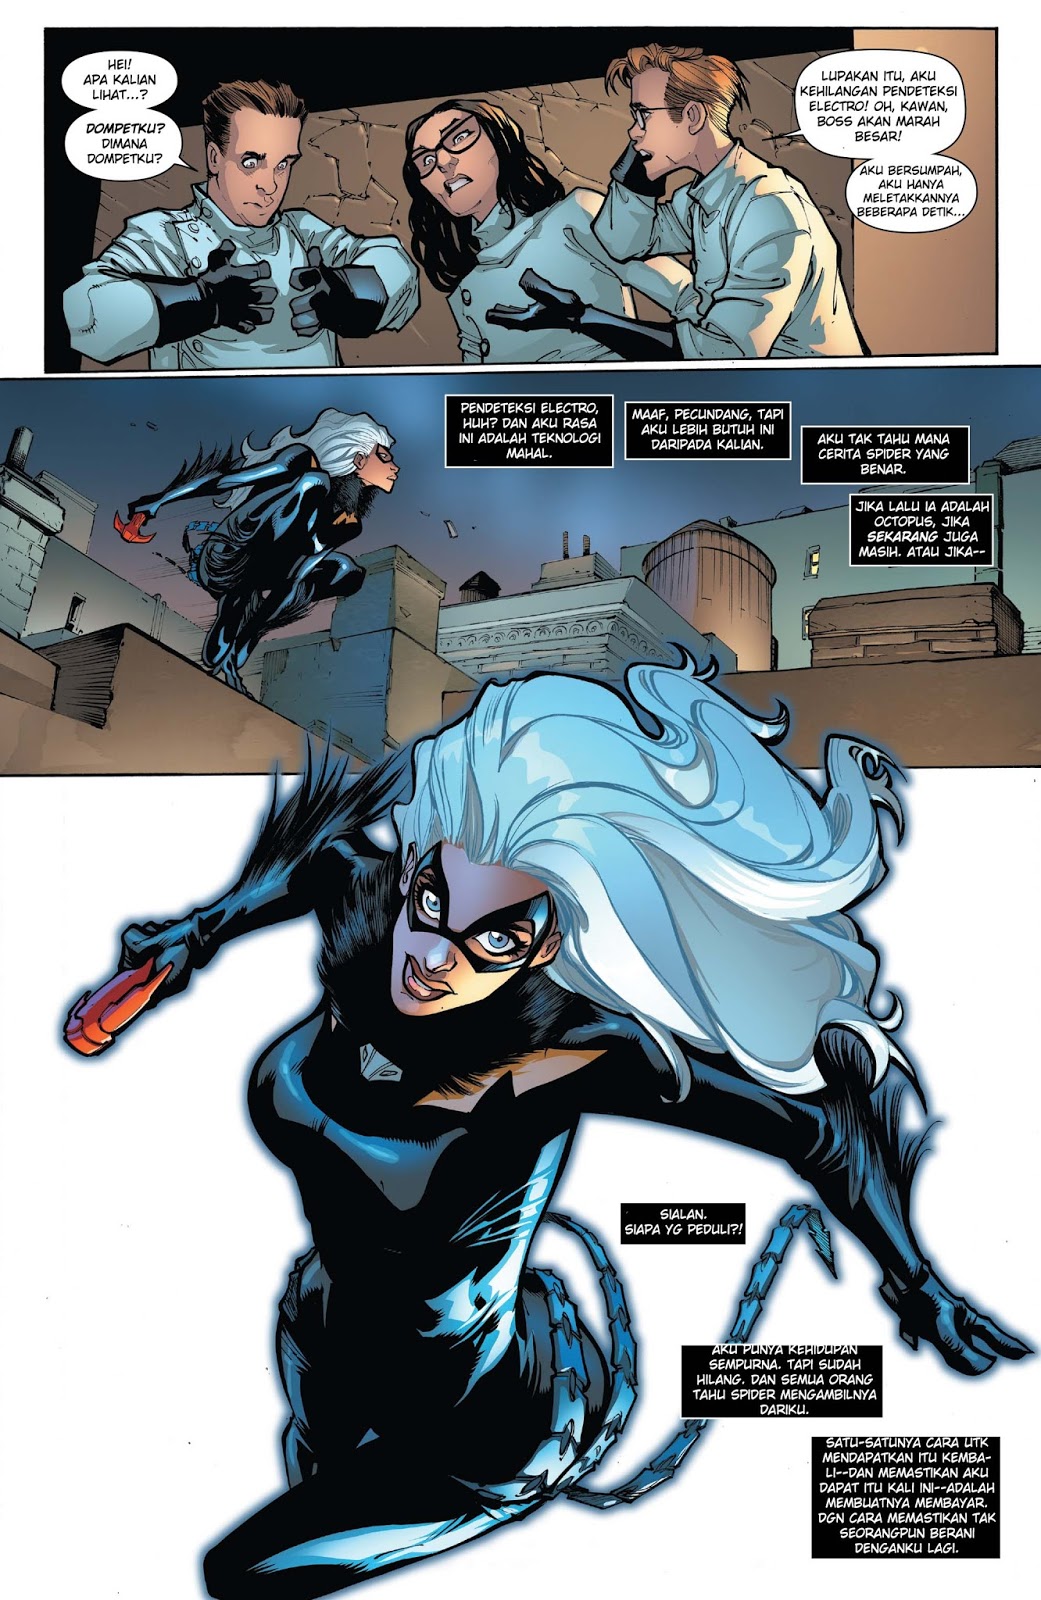 HEI!
APA KALIAN
LIHAT...?
DOMPETKU?
DIMANA
DOMPETKU?
LUPAKAN ITU, AKU
KEHILANGAN PENDETEKSI
ELECTRO! OH, KAWAN,
BOSS AKAN MARAH
BESAR!
AKU BERSUMPAH,
AKU HANYA
MELETAKKANNYA
BEBERAPA DETIK...
PENDETEKSI ELECTRO,
HUH? DAN AKU RASA
INI ADALAH TEKNOLOGI
MAHAL.
MAAF, PECUNDANG, TAPI
AKU LEBIH BUTUH INI
DARIPADA KALIAN.
AKU TAK TAHU MANA
CERITA SPIDER YANG
BENAR.
JIKA LALU IA ADALAH
OCTOPUS, JIKA
SEKARANG JUGA
MASIH. ATAU JIKA--
SIALAN.
SIAPA YG PEDULI?!
AKU PUNYA KEHIDUPAN
SEMPURNA. TAPI SUDAH
HILANG. DAN SEMUA ORANG
TAHU SPIDER MENGAMBILNYA
DARIKU.
SATU-SATUNYA CARA UTK
MENDAPATKAN ITU KEMBA-
LI--DAN MEMASTIKAN AKU
DAPAT ITU KALI INI--ADALAH
MEMBUATNYA MEMBAYAR.
DGN CARA MEMASTIKAN TAK
SEORANGPUN BERANI
DENGANKU LAGI.